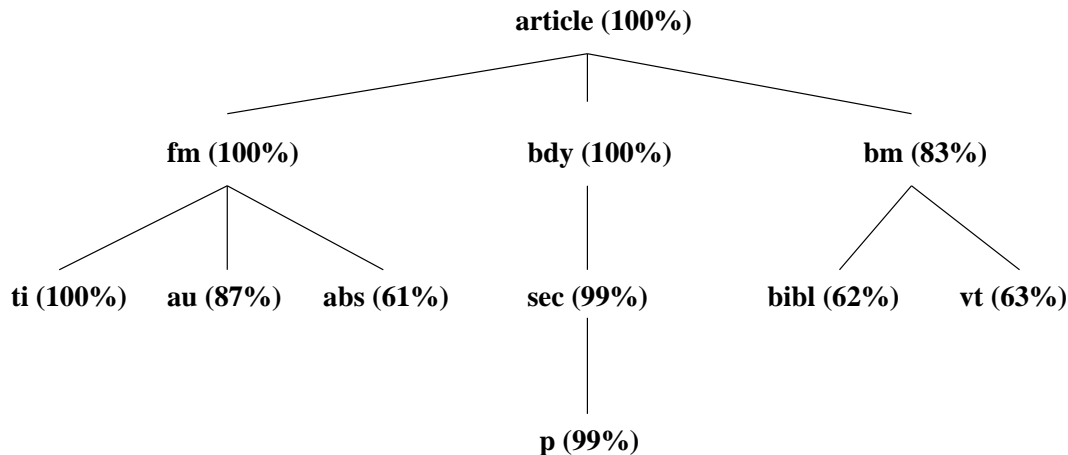 article (100%)
fm (100%) bdy (100%) bm (83%)
ti (100%) au (87%) abs (61%) sec (99%) bibl (62%) vt (63%)
p (99%)